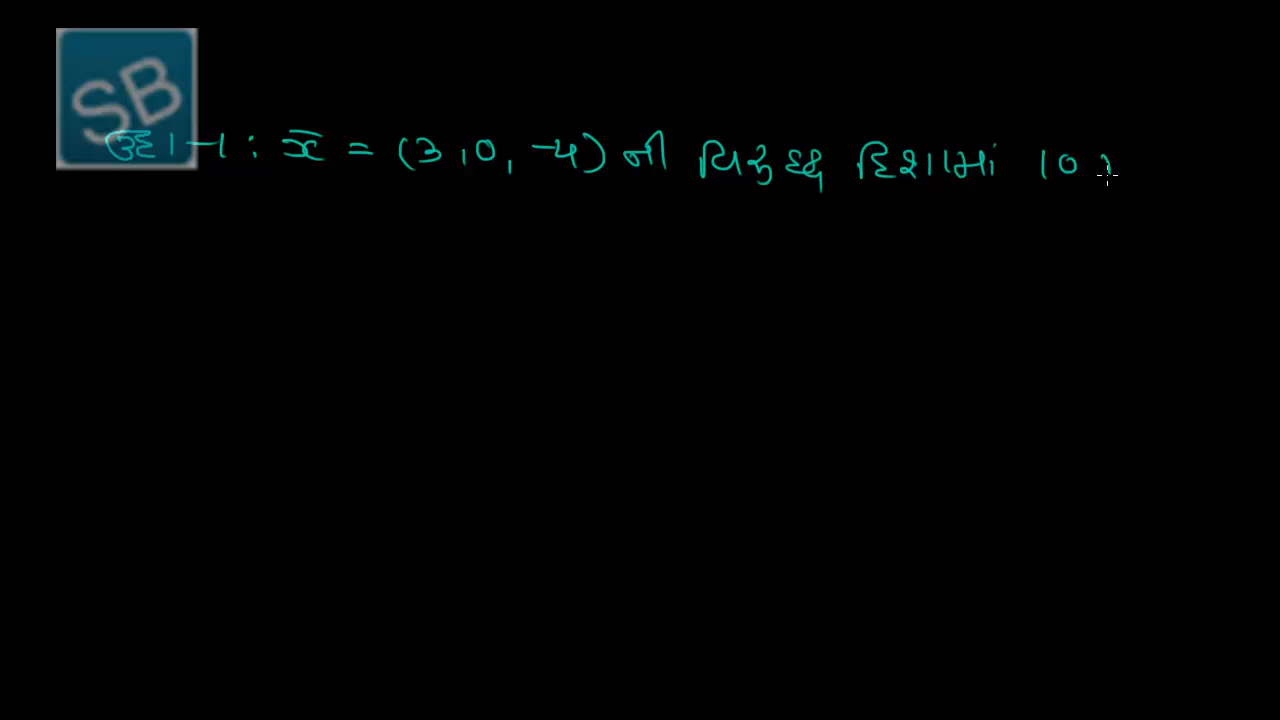 SB
ઉદા-1 : x̄ = (3,0, -4) ની વિરુધ્ધ દિશામાં 10